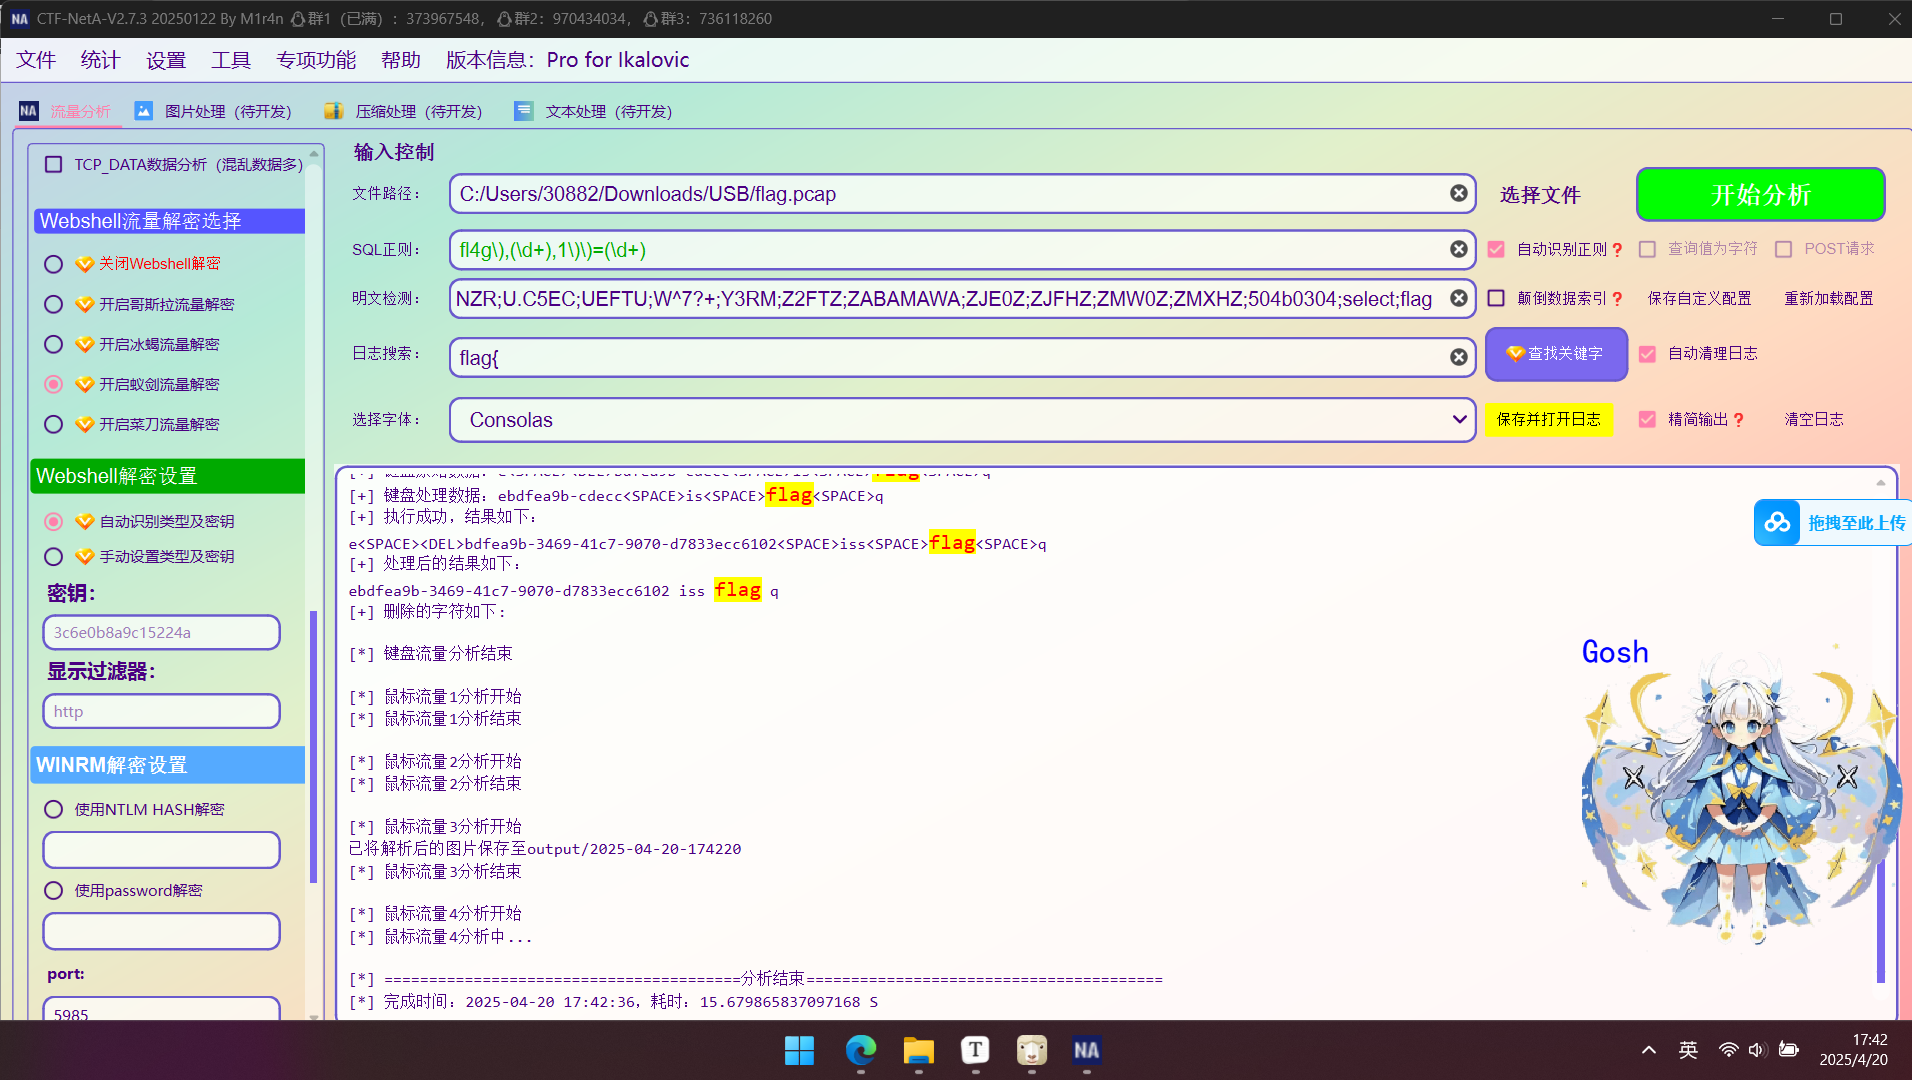 CTF-NetA-V2.7.3 20250122 By M1r4n 群1（已满）: 373967548, 群2: 970434034, 群3: 736118260
文件 统计 设置 工具 专项功能 帮助 版本信息: Pro for Ikalovic
NA 流量分析 图片处理（待开发） 压缩处理（待开发） 文本处理（待开发）
TCP_DATA数据分析（混乱数据多）
Webshell流量解密选择
关闭Webshell解密
开启哥斯拉流量解密
开启冰蝎流量解密
开启蚁剑流量解密
开启菜刀流量解密
Webshell解密设置
自动识别类型及密钥
手动设置类型及密钥
密钥:
3c6e0b8a9c15224a
显示过滤器:
http
WINRM解密设置
使用NTLM HASH解密
使用password解密
port:
5985
输入控制
文件路径: C:/Users/30882/Downloads/USB/flag.pcap 选择文件 开始分析
SQL正则: fl4g\),(\d+),1\)\)=(\d+) 自动识别正则 ? 查询值为字符 POST请求
明文检测: NZR;U.C5EC;UEFTU;W^7?+;Y3RM;Z2FTZ;ZABAMAWA;ZJE0Z;ZJFHZ;ZMW0Z;ZMXHZ;504b0304;select;flag 颠倒数据索引 ? 保存自定义配置 重新加载配置
日志搜索: flag{ 查找关键字 自动清理日志
选择字体: Consolas 保存并打开日志 精简输出 ? 清空日志
[+] 键盘处理数据: ebdfea9b-cdecc<SPACE>is<SPACE>flag<SPACE>q
[+] 执行成功, 结果如下:
e<SPACE><DEL>bdfea9b-3469-41c7-9070-d7833ecc6102<SPACE>iss<SPACE>flag<SPACE>q
[+] 处理后的结果如下:
ebdfea9b-3469-41c7-9070-d7833ecc6102 iss flag q
[+] 删除的字符如下:
[*] 键盘流量分析结束
[*] 鼠标流量1分析开始
[*] 鼠标流量1分析结束
[*] 鼠标流量2分析开始
[*] 鼠标流量2分析结束
[*] 鼠标流量3分析开始
已将解析后的图片保存至output/2025-04-20-174220
[*] 鼠标流量3分析结束
[*] 鼠标流量4分析开始
[*] 鼠标流量4分析中...
[*] ========================================分析结束========================================
[*] 完成时间: 2025-04-20 17:42:36, 耗时: 15.679865837097168 S
拖拽至此上传
Gosh
T NA 英 17:42
2025/4/20